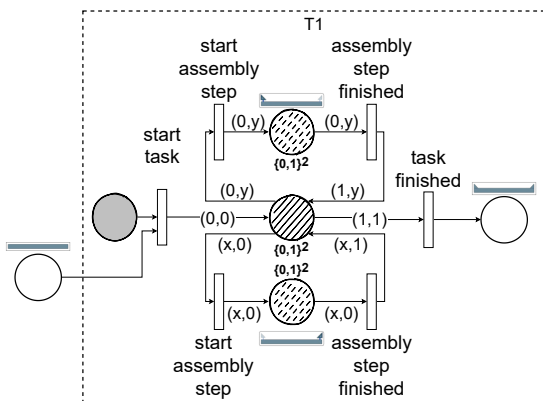 T1
start
assembly
step
assembly
step
finished
start
task
(0,y)
(0,y)
{0,1}²
task
finished
(0,y)
(1,y)
(0,0)
(1,1)
(x,0)
{0,1}²
(x,1)
{0,1}²
(x,0)
(x,0)
start
assembly
step
assembly
step
finished